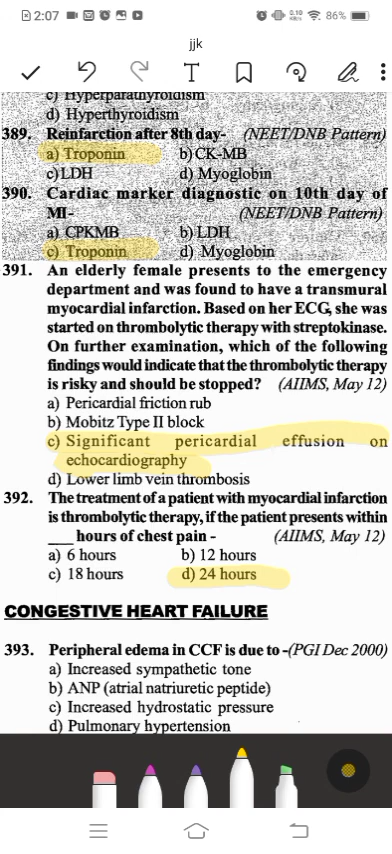 2:07
0.10
KB/s
86%
jjk
T
c) Hyperparathyroidism
d) Hyperthyroidism
389. Reinfarction after 8th day- (NEET/DNB Pattern)
a) Troponin b) CK-MB
c) LDH d) Myoglobin
390. Cardiac marker diagnostic on 10th day of
MI- (NEET/DNB Pattern)
a) CPKMB b) LDH
c) Troponin d) Myoglobin
391. An elderly female presents to the emergency
department and was found to have a transmural
myocardial infarction. Based on her ECG, she was
started on thrombolytic therapy with streptokinase.
On further examination, which of the following
findings would indicate that the thrombolytic therapy
is risky and should be stopped? (AIIMS, May 12)
a) Pericardial friction rub
b) Mobitz Type II block
c) Significant pericardial effusion on
echocardiography
d) Lower limb vein thrombosis
392. The treatment of a patient with myocardial infarction
is thrombolytic therapy, if the patient presents within
___ hours of chest pain - (AIIMS, May 12)
a) 6 hours b) 12 hours
c) 18 hours d) 24 hours
CONGESTIVE HEART FAILURE
393. Peripheral edema in CCF is due to -(PGI Dec 2000)
a) Increased sympathetic tone
b) ANP (atrial natriuretic peptide)
c) Increased hydrostatic pressure
d) Pulmonary hypertension